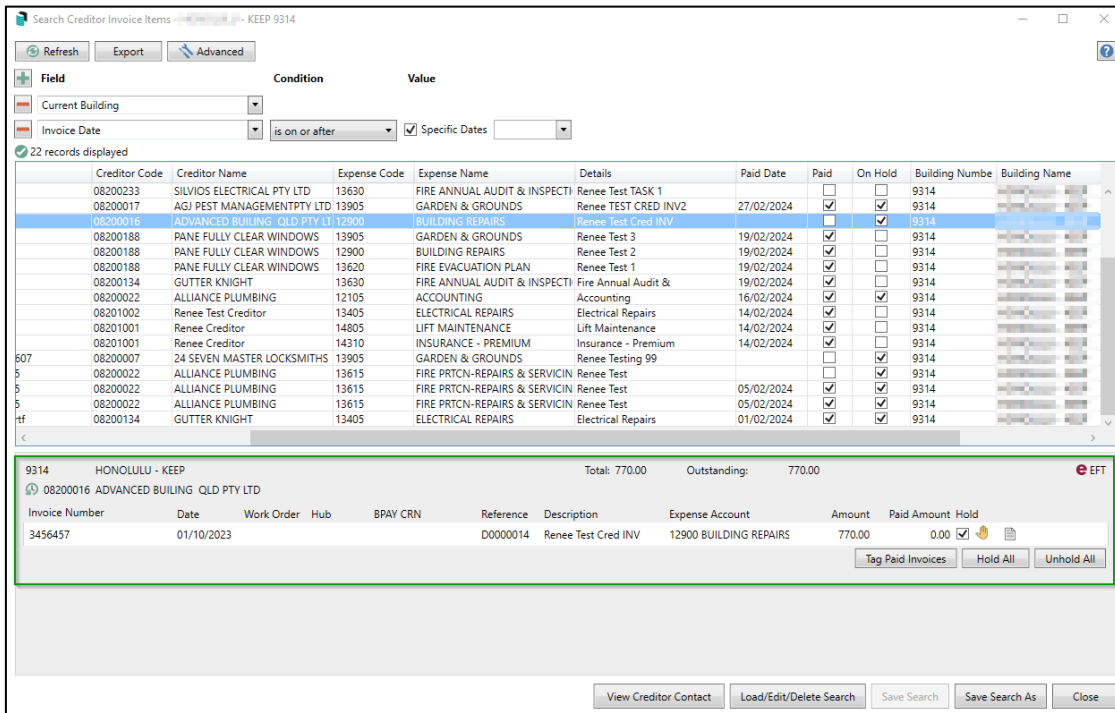 Search Creditor Invoice Items - - KEEP 9314
Refresh Export Advanced
Field Condition Value
Current Building
Invoice Date is on or after Specific Dates
22 records displayed
Creditor Code Creditor Name Expense Code Expense Name Details Paid Date Paid On Hold Building Numbe Building Name
08200233 SILVIOS ELECTRICAL PTY LTD 13630 FIRE ANNUAL AUDIT & INSPECTI Renee Test TASK 1 9314
08200017 AGJ PEST MANAGEMENTPTY LTD 13905 GARDEN & GROUNDS Renee TEST CRED INV2 27/02/2024 9314
08200016 ADVANCED BUILING QLD PTY LT 12900 BUILDING REPAIRS Renee Test Cred INV 9314
08200188 PANE FULLY CLEAR WINDOWS 13905 GARDEN & GROUNDS Renee Test 3 19/02/2024 9314
08200188 PANE FULLY CLEAR WINDOWS 12900 BUILDING REPAIRS Renee Test 2 19/02/2024 9314
08200188 PANE FULLY CLEAR WINDOWS 13620 FIRE EVACUATION PLAN Renee Test 1 19/02/2024 9314
08200134 GUTTER KNIGHT 13630 FIRE ANNUAL AUDIT & INSPECTI Fire Annual Audit & 19/02/2024 9314
08200022 ALLIANCE PLUMBING 12105 ACCOUNTING Accounting 16/02/2024 9314
08201002 Renee Test Creditor 13405 ELECTRICAL REPAIRS Electrical Repairs 14/02/2024 9314
08201001 Renee Creditor 14805 LIFT MAINTENANCE Lift Maintenance 14/02/2024 9314
08201001 Renee Creditor 14310 INSURANCE - PREMIUM Insurance - Premium 14/02/2024 9314
607 08200007 24 SEVEN MASTER LOCKSMITHS 13905 GARDEN & GROUNDS Renee Testing 99 9314
5 08200022 ALLIANCE PLUMBING 13615 FIRE PRTCN-REPAIRS & SERVICIN Renee Test 9314
5 08200022 ALLIANCE PLUMBING 13615 FIRE PRTCN-REPAIRS & SERVICIN Renee Test 05/02/2024 9314
5 08200022 ALLIANCE PLUMBING 13615 FIRE PRTCN-REPAIRS & SERVICIN Renee Test 05/02/2024 9314
rtf 08200134 GUTTER KNIGHT 13405 ELECTRICAL REPAIRS Electrical Repairs 01/02/2024 9314
9314 HONOLULU - KEEP Total: 770.00 Outstanding: 770.00 e EFT
08200016 ADVANCED BUILING QLD PTY LTD
Invoice Number Date Work Order Hub BPAY CRN Reference Description Expense Account Amount Paid Amount Hold
3456457 01/10/2023 D0000014 Renee Test Cred INV 12900 BUILDING REPAIRS 770.00 0.00
Tag Paid Invoices Hold All Unhold All
View Creditor Contact Load/Edit/Delete Search Save Search Save Search As Close